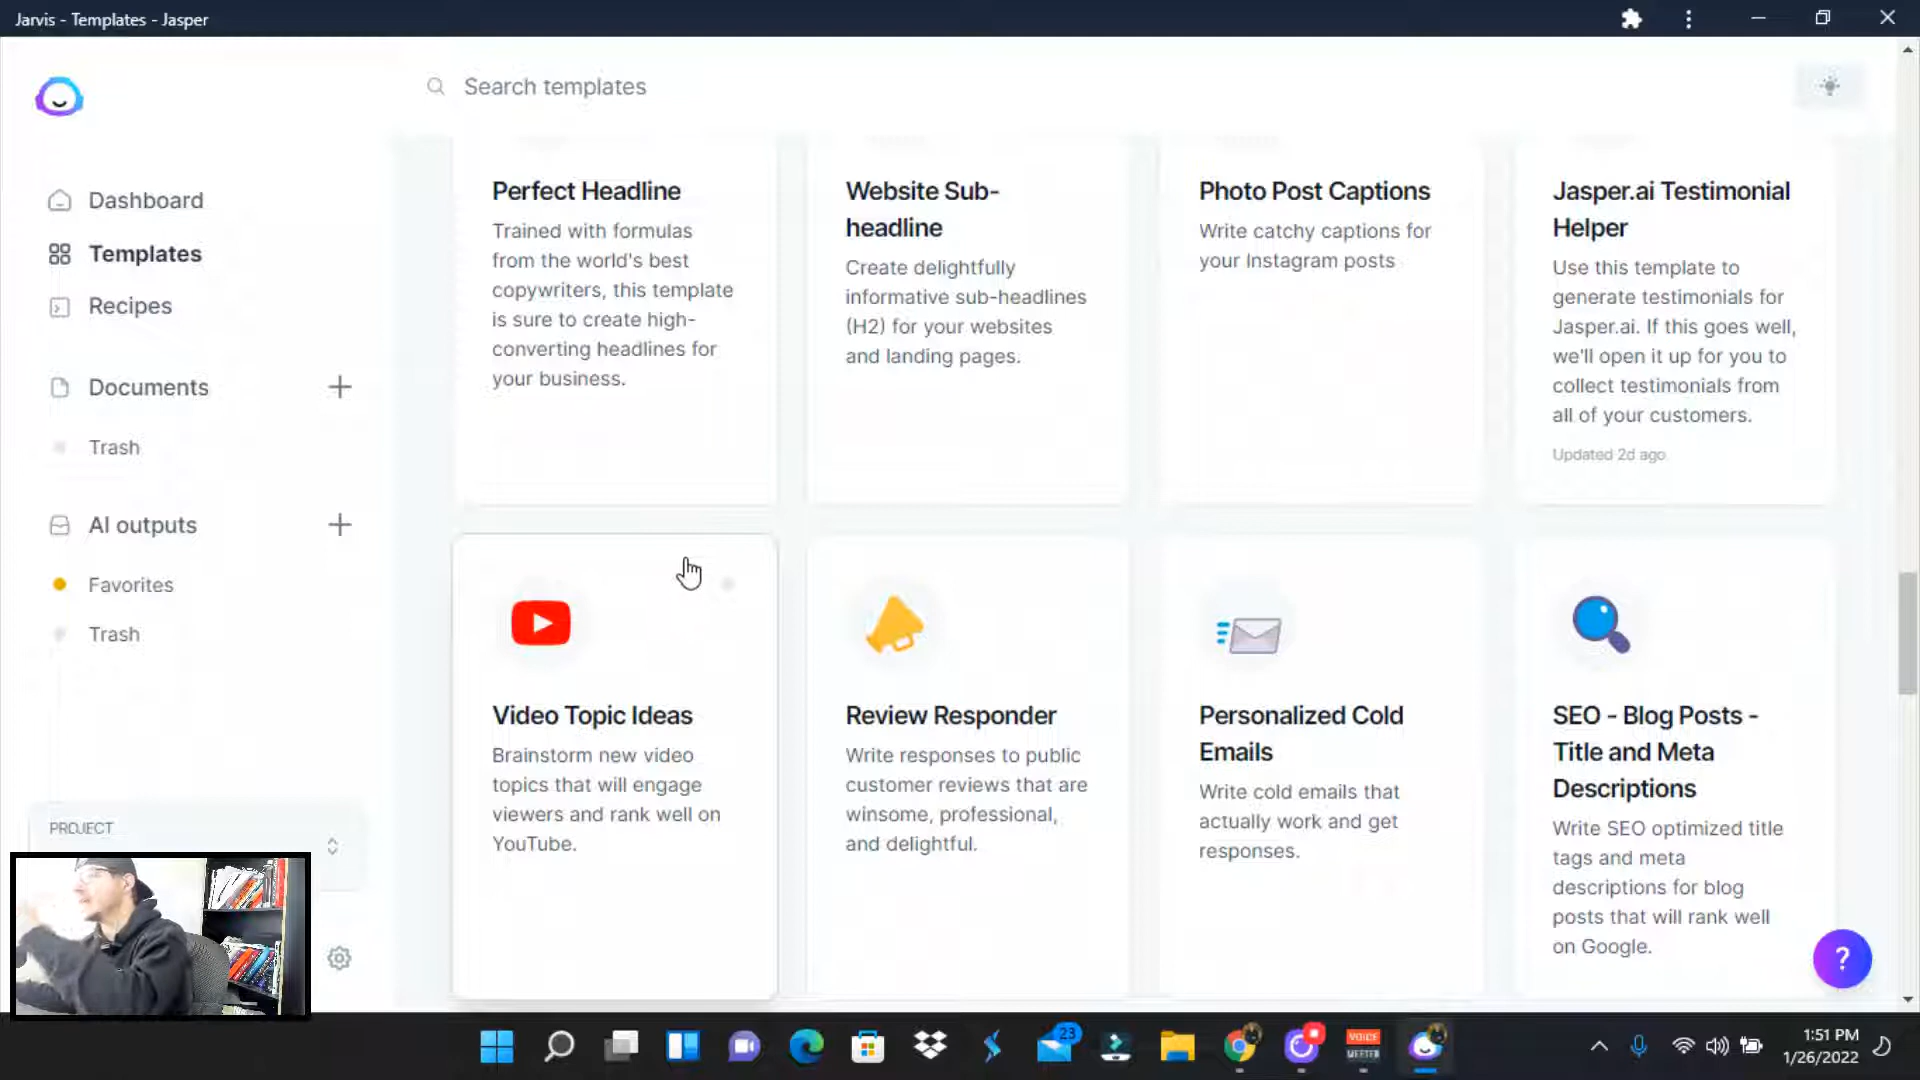 Jarvis - Templates - Jasper
Search templates
Dashboard
Templates
Recipes
Documents
Trash
AI outputs
Favorites
Trash
PROJECT
Perfect Headline
Trained with formulas
from the world's best
copywriters, this template
is sure to create high-
converting headlines for
your business.
Website Sub-
headline
Create delightfully
informative sub-headlines
(H2) for your websites
and landing pages.
Photo Post Captions
Write catchy captions for
your Instagram posts
Jasper.ai Testimonial
Helper
Use this template to
generate testimonials for
Jasper.ai. If this goes well,
we'll open it up for you to
collect testimonials from
all of your customers.
Updated 2d ago
Video Topic Ideas
Brainstorm new video
topics that will engage
viewers and rank well on
YouTube.
Review Responder
Write responses to public
customer reviews that are
winsome, professional,
and delightful.
Personalized Cold
Emails
Write cold emails that
actually work and get
responses.
SEO - Blog Posts -
Title and Meta
Descriptions
Write SEO optimized title
tags and meta
descriptions for blog
posts that will rank well
on Google.
?
23
VOICE
MEETER
1:51 PM
1/26/2022